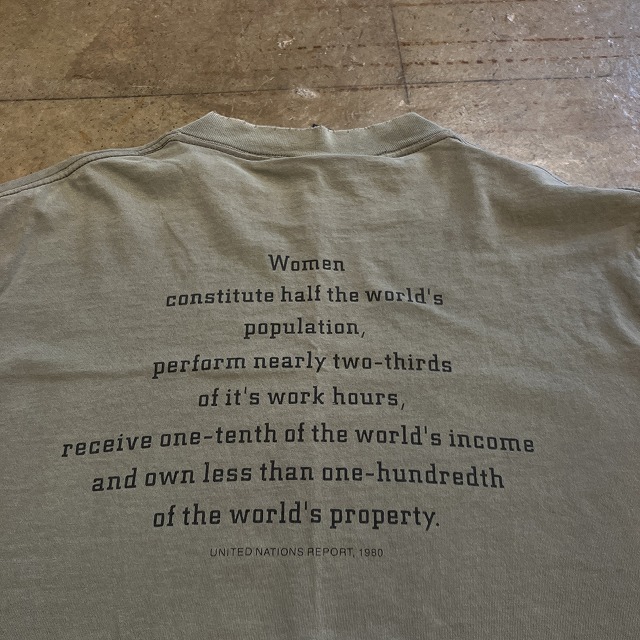 Women
constitute half the world's
population,
perform nearly two-thirds
of it's work hours,
receive one-tenth of the world's income
and own less than one-hundredth
of the world's property.
UNITED NATIONS REPORT, 1980